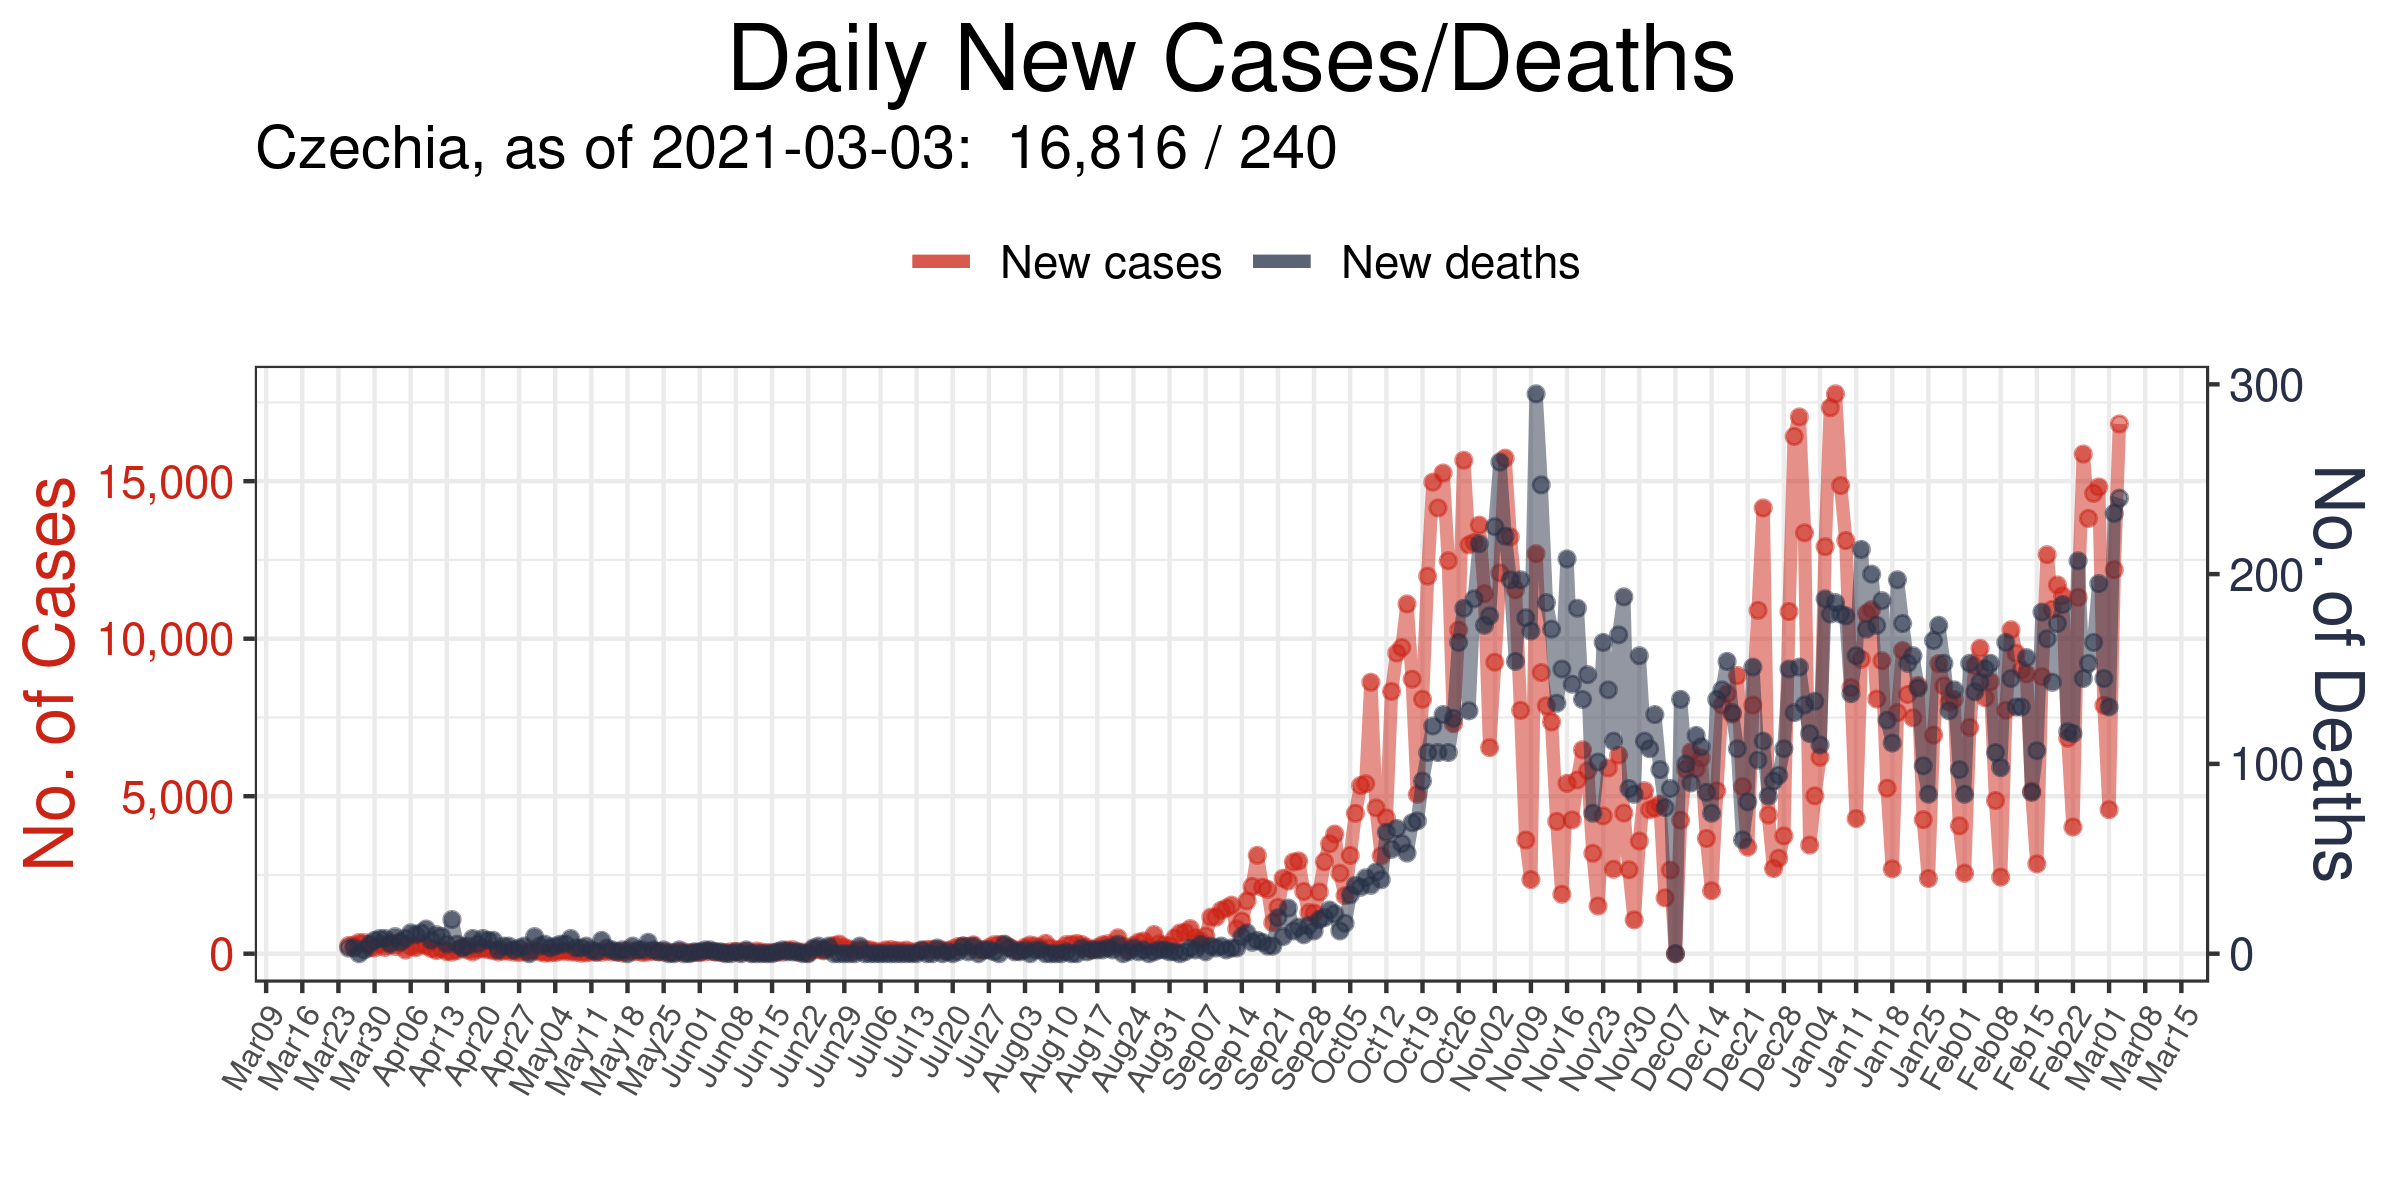 Daily New Cases/Deaths
Czechia, as of 2021-03-03:  16,816 / 240
New cases
New deaths
No. of Cases
15,000
10,000
5,000
0
300
200
100
0
No. of Deaths
Mar09
Mar16
Mar23
Mar30
Apr06
Apr13
Apr20
Apr27
May04
May11
May18
May25
Jun01
Jun08
Jun15
Jun22
Jun29
Jul06
Jul13
Jul20
Jul27
Aug03
Aug10
Aug17
Aug24
Aug31
Sep07
Sep14
Sep21
Sep28
Oct05
Oct12
Oct19
Oct26
Nov02
Nov09
Nov16
Nov23
Nov30
Dec07
Dec14
Dec21
Dec28
Jan04
Jan11
Jan18
Jan25
Feb01
Feb08
Feb15
Feb22
Mar01
Mar08
Mar15